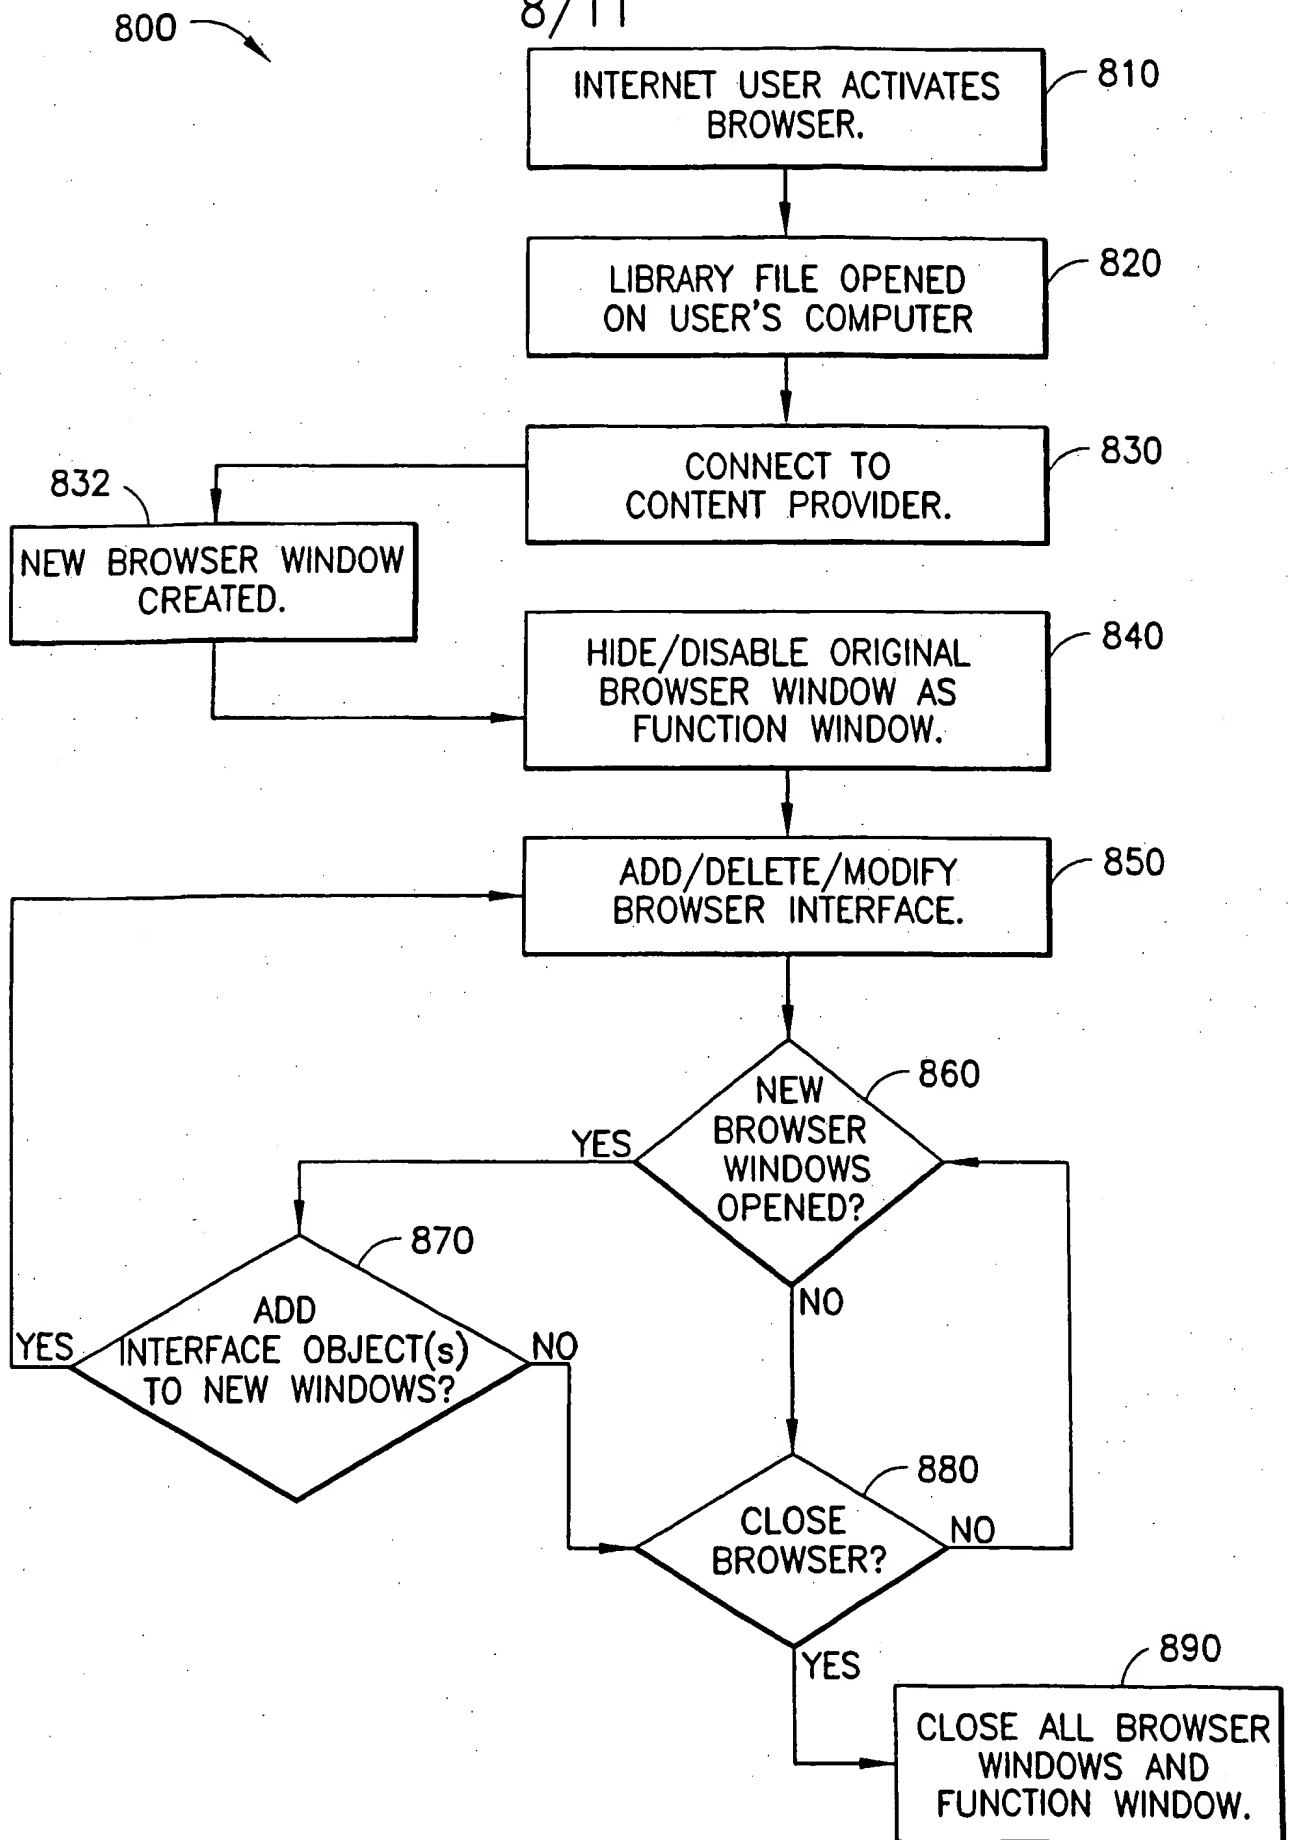 8/11
800
INTERNET USER ACTIVATES
BROWSER.
810
LIBRARY FILE OPENED
ON USER'S COMPUTER
820
CONNECT TO
CONTENT PROVIDER.
830
832
NEW BROWSER WINDOW
CREATED.
HIDE/DISABLE ORIGINAL
BROWSER WINDOW AS
FUNCTION WINDOW.
840
ADD/DELETE/MODIFY
BROWSER INTERFACE.
850
NEW
BROWSER
WINDOWS
OPENED?
860
YES
NO
870
ADD
INTERFACE OBJECT(s)
TO NEW WINDOWS?
YES
NO
880
CLOSE
BROWSER?
NO
YES
890
CLOSE ALL BROWSER
WINDOWS AND
FUNCTION WINDOW.